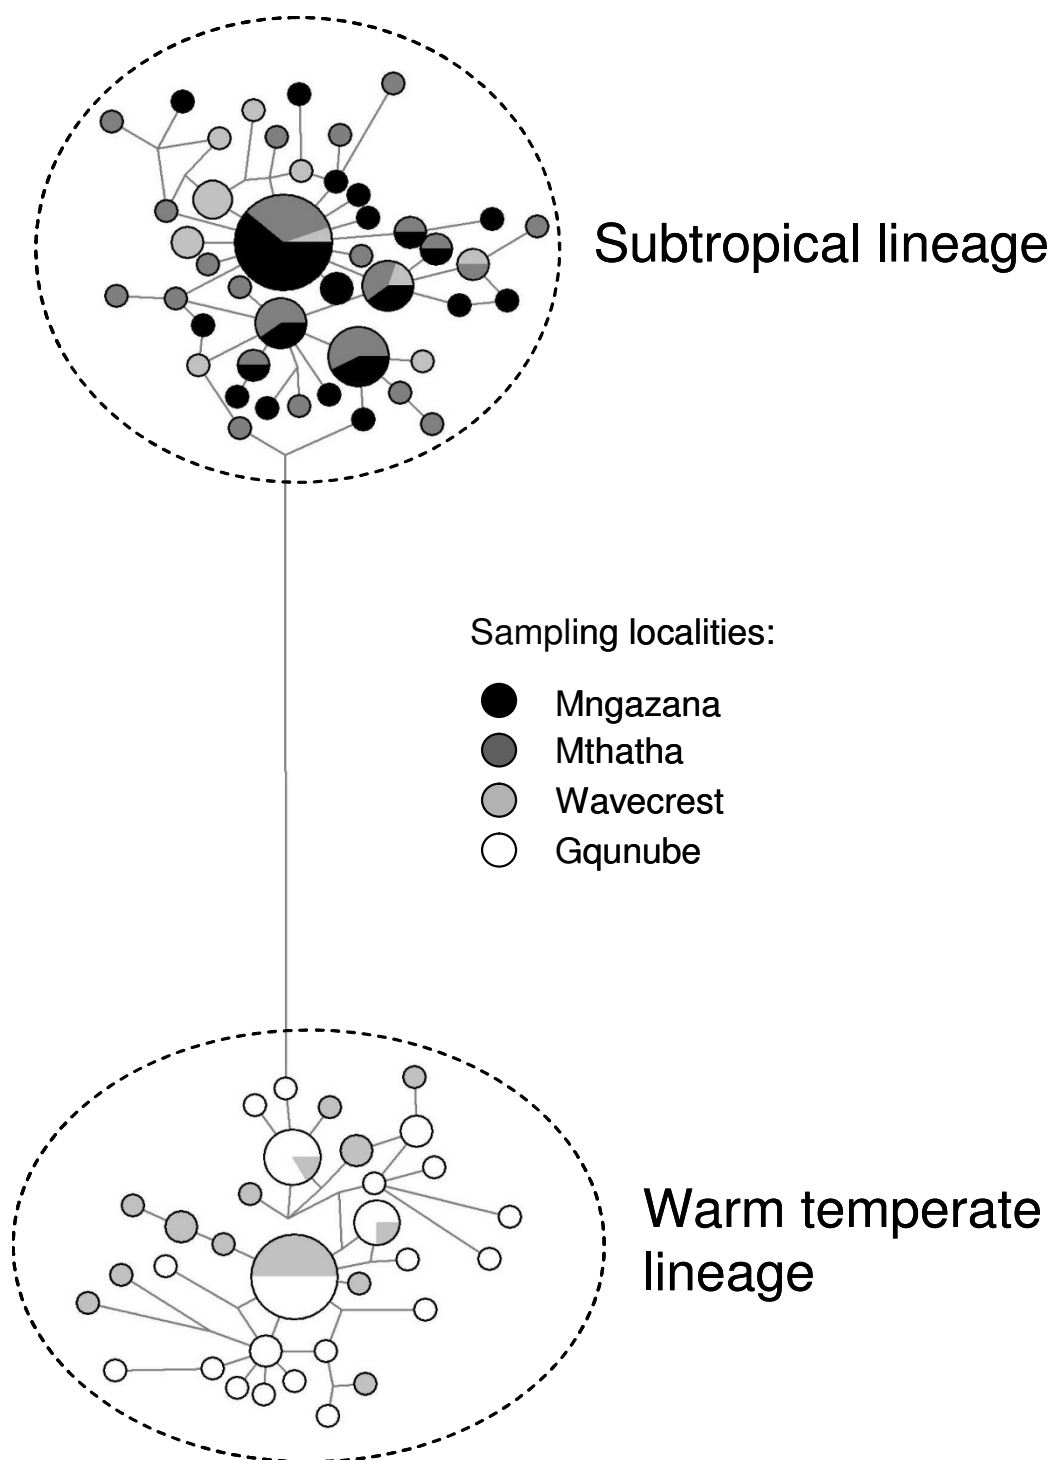 Subtropical lineage
Sampling localities:
Mngazana
Mthatha
Wavecrest
Gqunube
Warm temperate
lineage